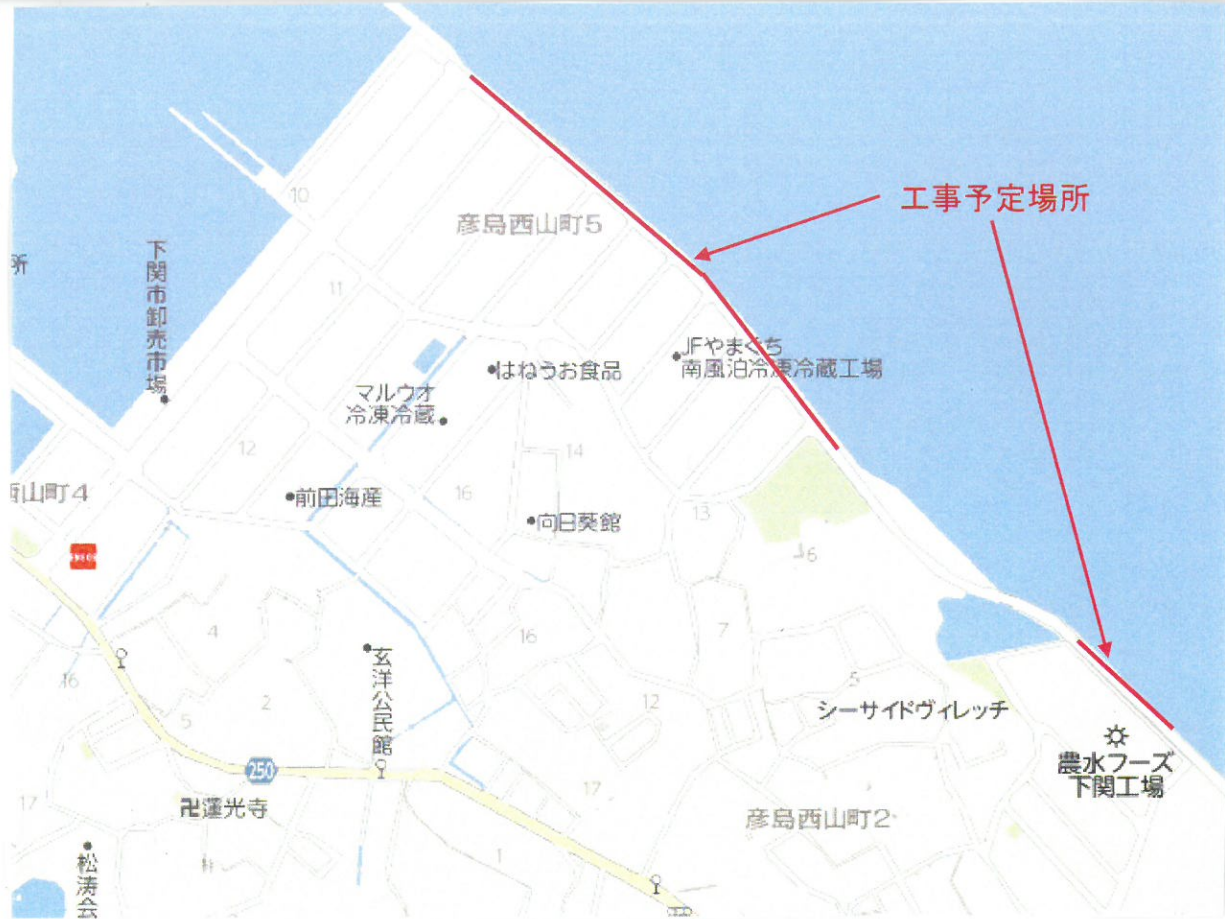 工事予定場所
10
彦島西山町5
所
下関市卸売市場
11
JFやまぐち
南風泊冷凍冷蔵工場
はねうお食品
マルウオ
冷凍冷蔵
12
14
西山町4
前田海産
16
向日葵館
13
6
4
7
16
玄洋公民館
16
2
5
12
5
シーサイドヴィレッチ
農水フーズ
下関工場
250
17
卍蓮光寺
17
彦島西山町2
1
松涛会